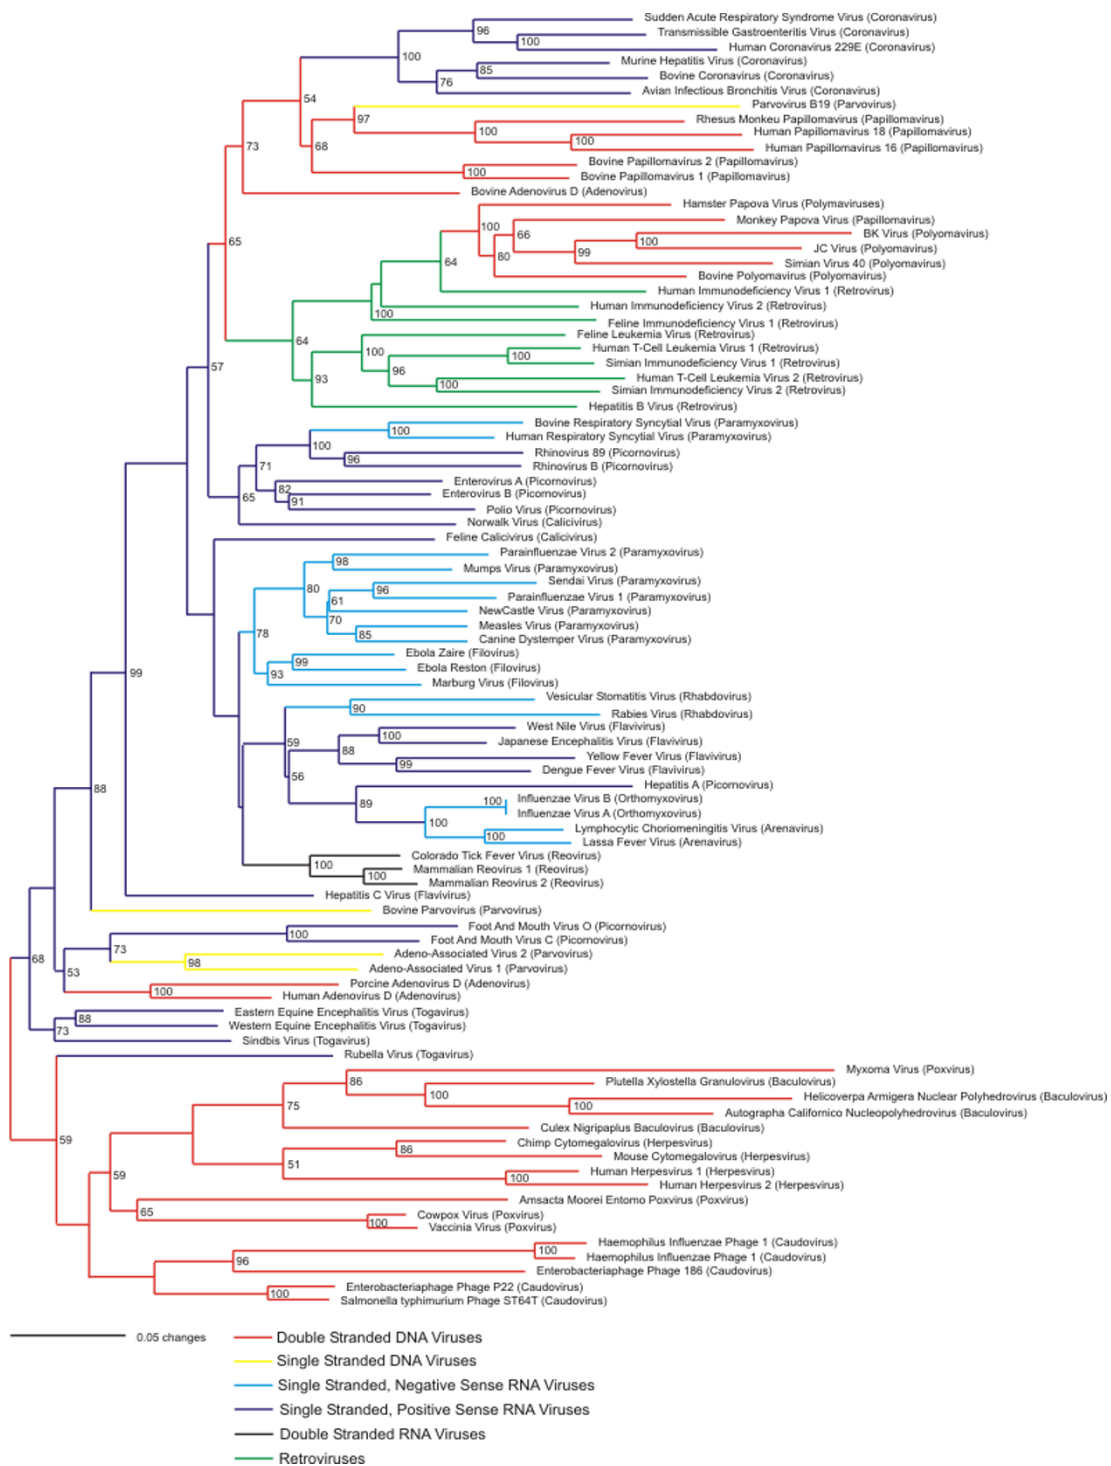 Sudden Acute Respiratory Syndrome Virus (Coronavirus)
96
Transmissible Gastroenteritis Virus (Coronavirus)
100
Human Coronavirus 229E (Coronavirus)
100
Murine Hepatitis Virus (Coronavirus)
85
Bovine Coronavirus (Coronavirus)
76
Avian Infectious Bronchitis Virus (Coronavirus)
54
Parvovirus B19 (Parvovirus)
97
Rhesus Monkeu Papillomavirus (Papillomavirus)
100
Human Papillomavirus 18 (Papillomavirus)
100
73
68
Human Papillomavirus 16 (Papillomavirus)
Bovine Papillomavirus 2 (Papillomavirus)
100
Bovine Papillomavirus 1 (Papillomavirus)
Bovine Adenovirus D (Adenovirus)
Hamster Papova Virus (Polymaviruses)
Monkey Papova Virus (Papillomavirus)
100
66
BK Virus (Polyomavirus)
65
100
JC Virus (Polyomavirus)
80
99
Simian Virus 40 (Polyomavirus)
64
Bovine Polyomavirus (Polyomavirus)
Human Immunodeficiency Virus 1 (Retrovirus)
Human Immunodeficiency Virus 2 (Retrovirus)
100
Feline Immunodeficiency Virus 1 (Retrovirus)
Feline Leukemia Virus (Retrovirus)
64
100
Human T-Cell Leukemia Virus 1 (Retrovirus)
100
Simian Immunodeficiency Virus 1 (Retrovirus)
57
96
93
Human T-Cell Leukemia Virus 2 (Retrovirus)
100
Simian Immunodeficiency Virus 2 (Retrovirus)
Hepatitis B Virus (Retrovirus)
Bovine Respiratory Syncytial Virus (Paramyxovirus)
100
Human Respiratory Syncytial Virus (Paramyxovirus)
100
Rhinovirus 89 (Picornovirus)
71
96
Rhinovirus B (Picornovirus)
Enterovirus A (Picornovirus)
82
Enterovirus B (Picornovirus)
65
91
Polio Virus (Picornovirus)
Norwalk Virus (Calicivirus)
Feline Calicivirus (Calicivirus)
Parainfluenzae Virus 2 (Paramyxovirus)
98
Mumps Virus (Paramyxovirus)
Sendai Virus (Paramyxovirus)
80
96
Parainfluenzae Virus 1 (Paramyxovirus)
61
NewCastle Virus (Paramyxovirus)
70
Measles Virus (Paramyxovirus)
78
85
Canine Dystemper Virus (Paramyxovirus)
Ebola Zaire (Filovirus)
99
Ebola Reston (Filovirus)
99
93
Marburg Virus (Filovirus)
Vesicular Stomatitis Virus (Rhabdovirus)
90
Rabies Virus (Rhabdovirus)
West Nile Virus (Flavivirus)
100
59
Japanese Encephalitis Virus (Flavivirus)
88
Yellow Fever Virus (Flavivirus)
99
56
Dengue Fever Virus (Flavivirus)
88
Hepatitis A (Picornovirus)
100
Influenzae Virus B (Orthomyxovirus)
89
Influenzae Virus A (Orthomyxovirus)
100
Lymphocytic Choriomeningitis Virus (Arenavirus)
100
Lassa Fever Virus (Arenavirus)
Colorado Tick Fever Virus (Reovirus)
100
Mammalian Reovirus 1 (Reovirus)
100
Mammalian Reovirus 2 (Reovirus)
Hepatitis C Virus (Flavivirus)
Bovine Parvovirus (Parvovirus)
Foot And Mouth Virus O (Picornovirus)
100
Foot And Mouth Virus C (Picornovirus)
73
Adeno-Associated Virus 2 (Parvovirus)
68
98
Adeno-Associated Virus 1 (Parvovirus)
53
Porcine Adenovirus D (Adenovirus)
100
Human Adenovirus D (Adenovirus)
Eastern Equine Encephalitis Virus (Togavirus)
88
Western Equine Encephalitis Virus (Togavirus)
73
Sindbis Virus (Togavirus)
Rubella Virus (Togavirus)
Myxoma Virus (Poxvirus)
86
Plutella Xylostella Granulovirus (Baculovirus)
100
Helicoverpa Armigera Nuclear Polyhedrovirus (Baculovirus)
75
100
Autographa Californico Nucleopolyhedrovirus (Baculovirus)
Culex Nigripaplus Baculovirus (Baculovirus)
59
Chimp Cytomegalovirus (Herpesvirus)
86
Mouse Cytomegalovirus (Herpesvirus)
51
Human Herpesvirus 1 (Herpesvirus)
59
100
Human Herpesvirus 2 (Herpesvirus)
Amsacta Moorei Entomo Poxvirus (Poxvirus)
65
Cowpox Virus (Poxvirus)
100
Vaccinia Virus (Poxvirus)
Haemophilus Influenzae Phage 1 (Caudovirus)
100
Haemophilus Influenzae Phage 1 (Caudovirus)
96
Enterobacteriaphage Phage 186 (Caudovirus)
Enterobacteriaphage Phage P22 (Caudovirus)
100
Salmonella typhimurium Phage ST64T (Caudovirus)
0.05 changes
Double Stranded DNA Viruses
Single Stranded DNA Viruses
Single Stranded, Negative Sense RNA Viruses
Single Stranded, Positive Sense RNA Viruses
Double Stranded RNA Viruses
Retroviruses